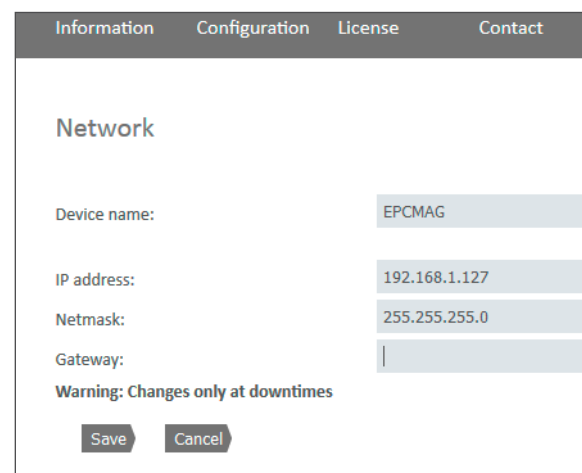 Information Configuration License Contact
Network
Device name: EPCMAG
IP address: 192.168.1.127
Netmask: 255.255.255.0
Gateway:
Warning: Changes only at downtimes
Save Cancel